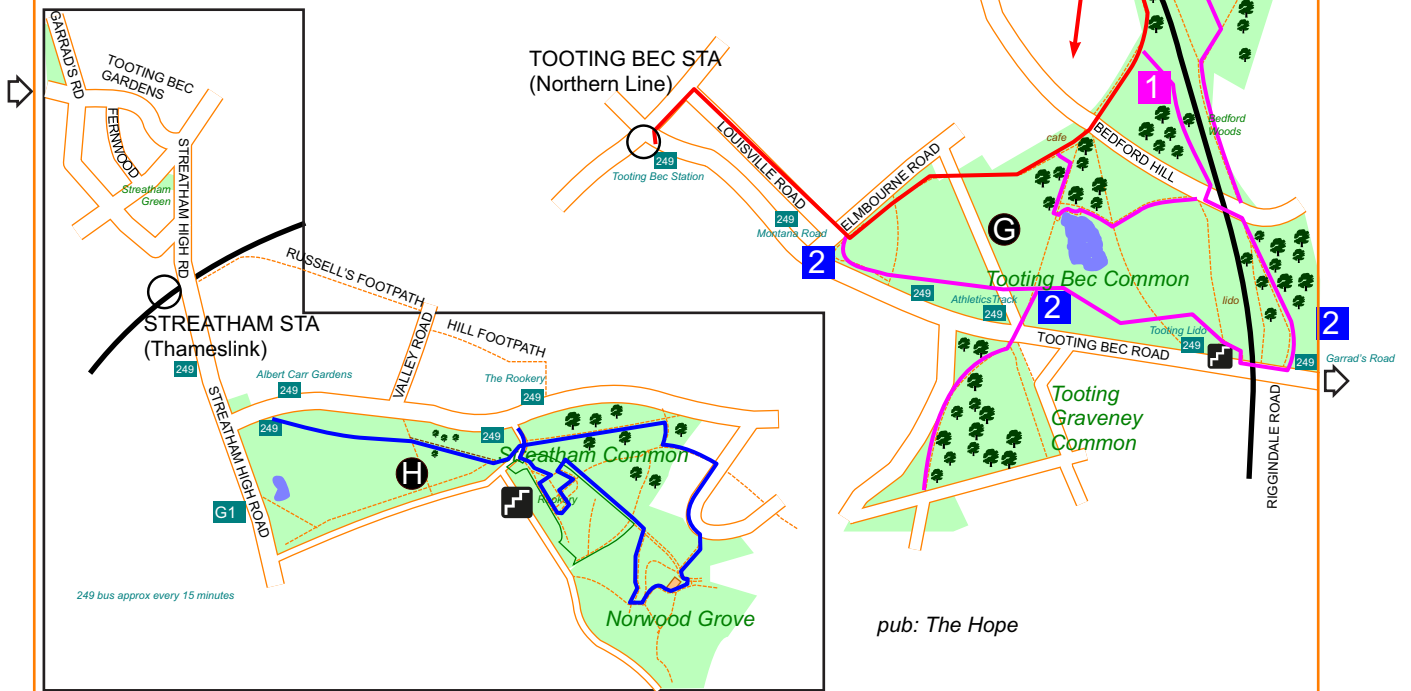 GARRAD'S RD
TOOTING BEC
GARDENS
FERNWOOD
Streatham
Green
STREATHAM HIGH RD
RUSSELL'S FOOTPATH
STREATHAM STA
(Thameslink)
249
Albert Carr Gardens
249
VALLEY ROAD
HILL FOOTPATH
The Rookery
249
STREATHAM HIGH ROAD
249
249
Streatham Common
H
Rookery
G1
249 bus approx every 15 minutes
Norwood Grove
TOOTING BEC STA
(Northern Line)
249
Tooting Bec Station
LOUISVILLE ROAD
249
Montana Road
2
ELMBOURNE ROAD
cafe
BEDFORD HILL
1
Bedford
Woods
G
Tooting Bec Common
249
AthleticsTrack
249
2
lido
Tooting Lido
249
2
TOOTING BEC ROAD
249
Garrad's Road
Tooting
Graveney
Common
RIGGINDALE ROAD
pub: The Hope